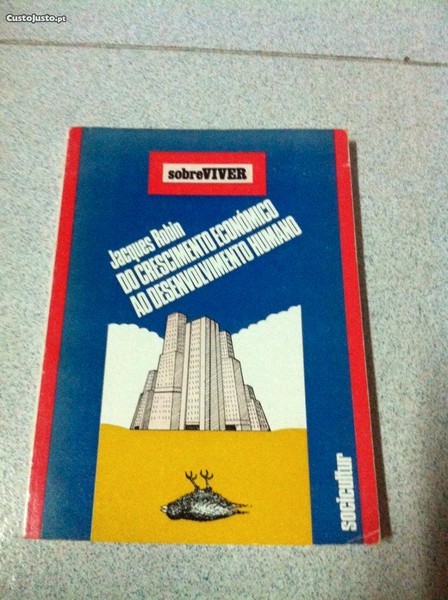 CustoJusto.pt
sobreVIVER
Jacques Robin
DO CRESCIMENTO ECONÓMICO
AO DESENVOLVIMENTO HUMANO
socicultur